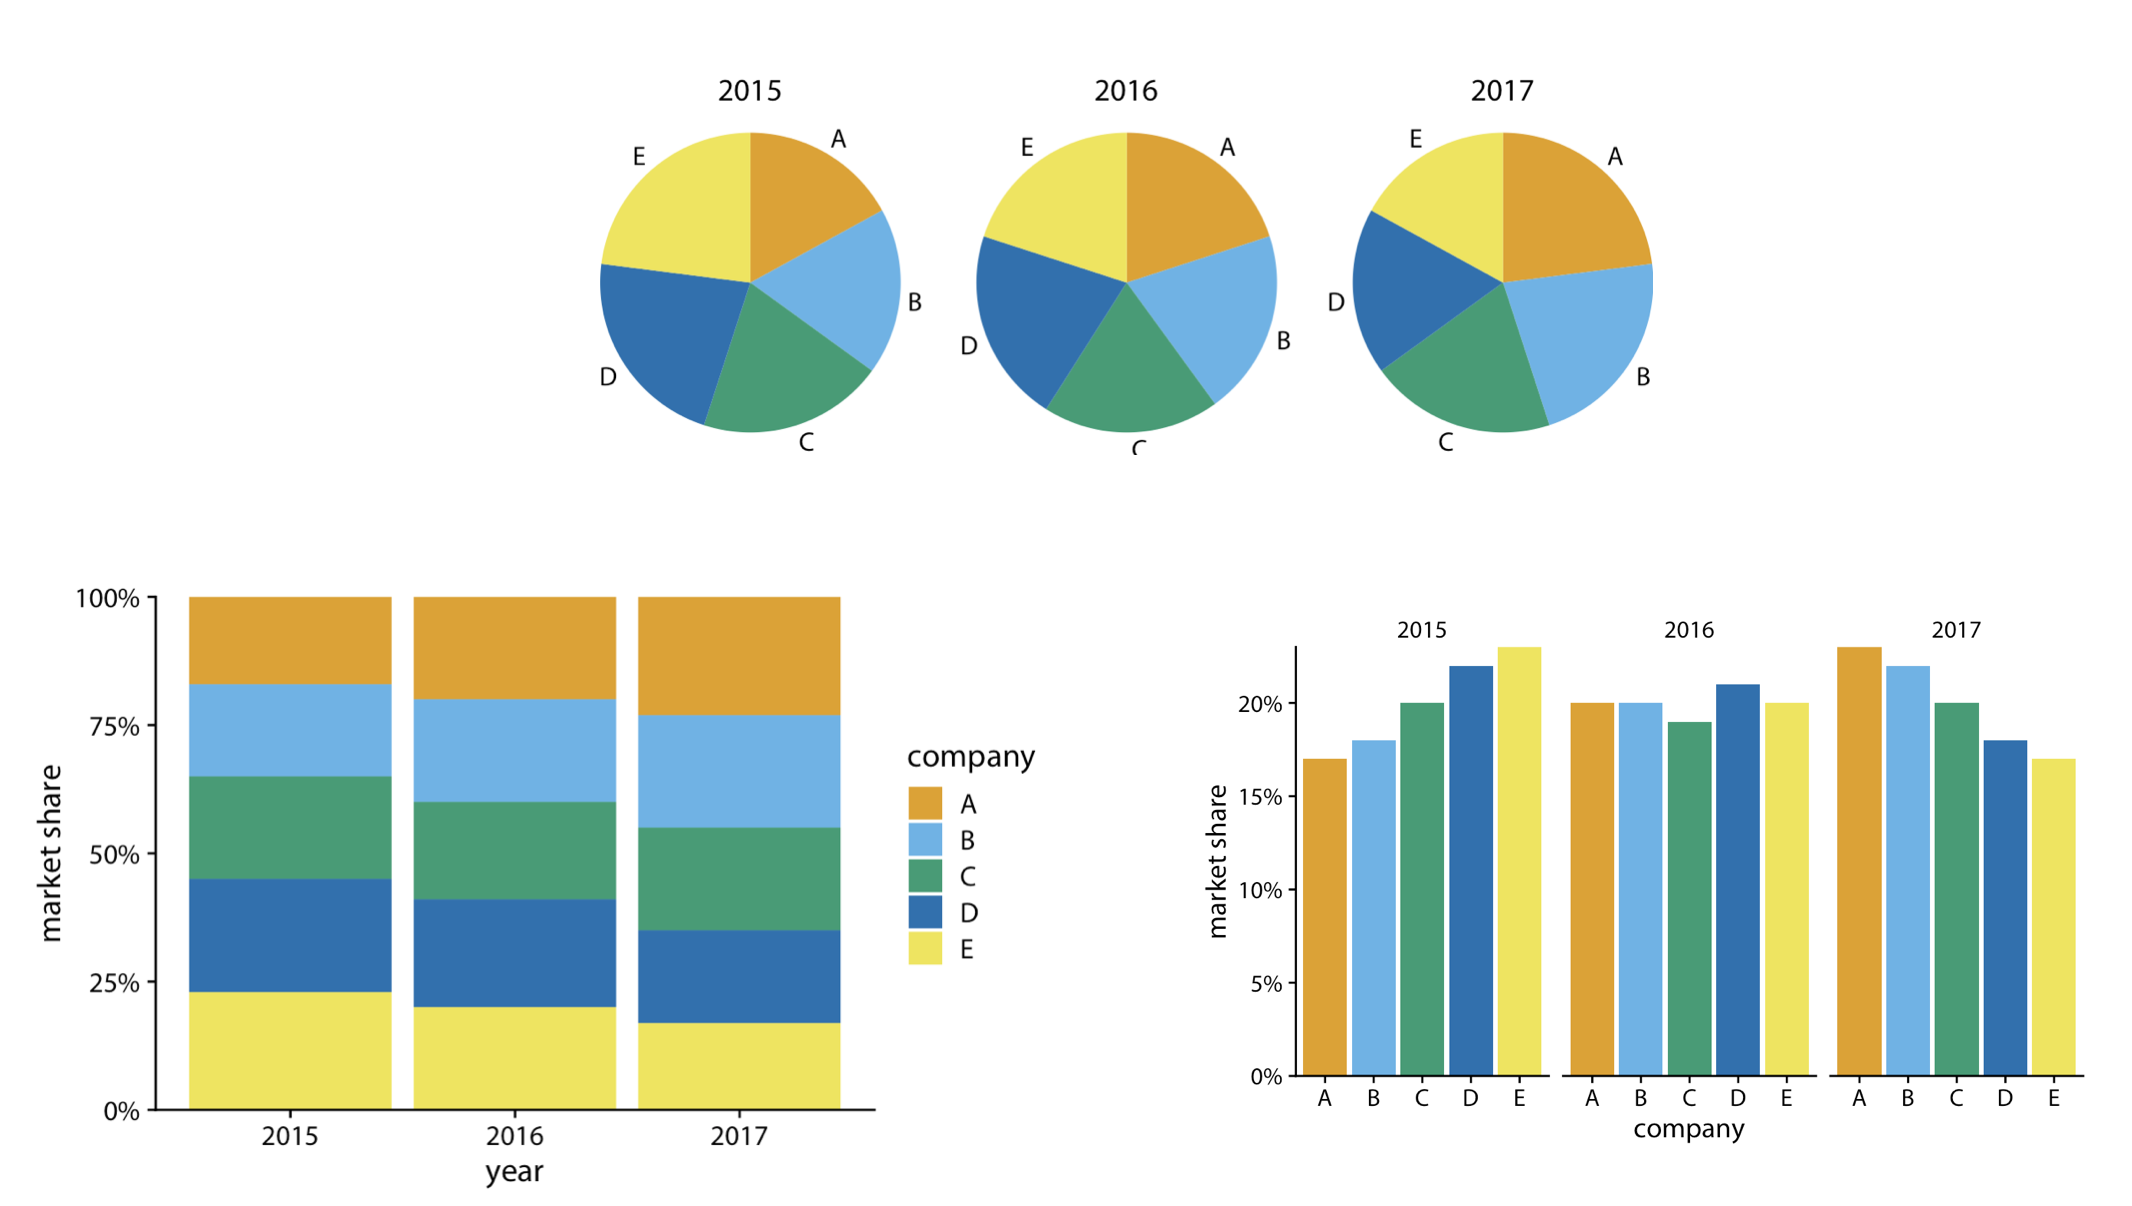 2015 2016 2017
E A E A E A
B B
D D D B
C C C
100%
75%
50%
25%
0%
market share
2015 2016 2017
year
company
A
B
C
D
E
2015 2016 2017
20%
15%
10%
5%
0%
market share
A B C D E A B C D E A B C D E
company